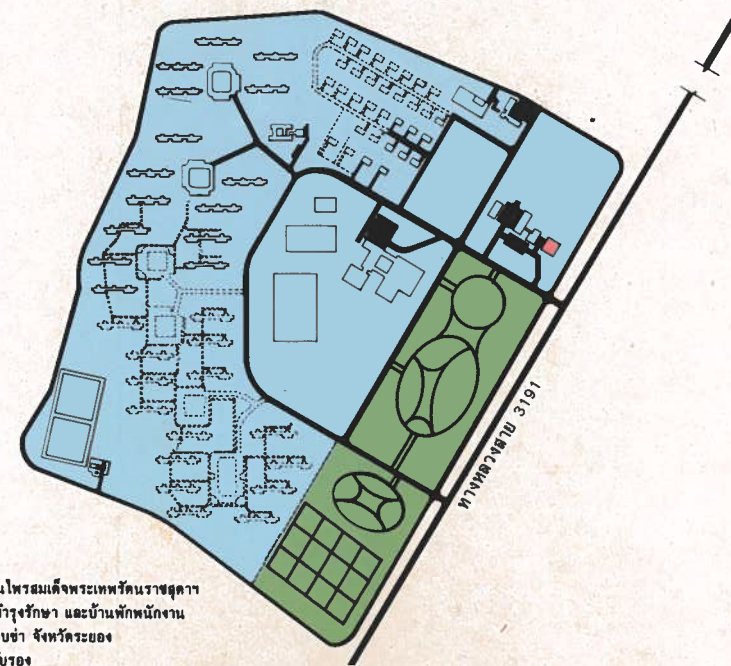 ทางหลวงสาย 3191
นไพรสมเด็จพระเทพรัตนราชสุดาฯ
ำรุงรักษา และบ้านพักพนักงาน
บข่า จังหวัดระยอง
ับรอง